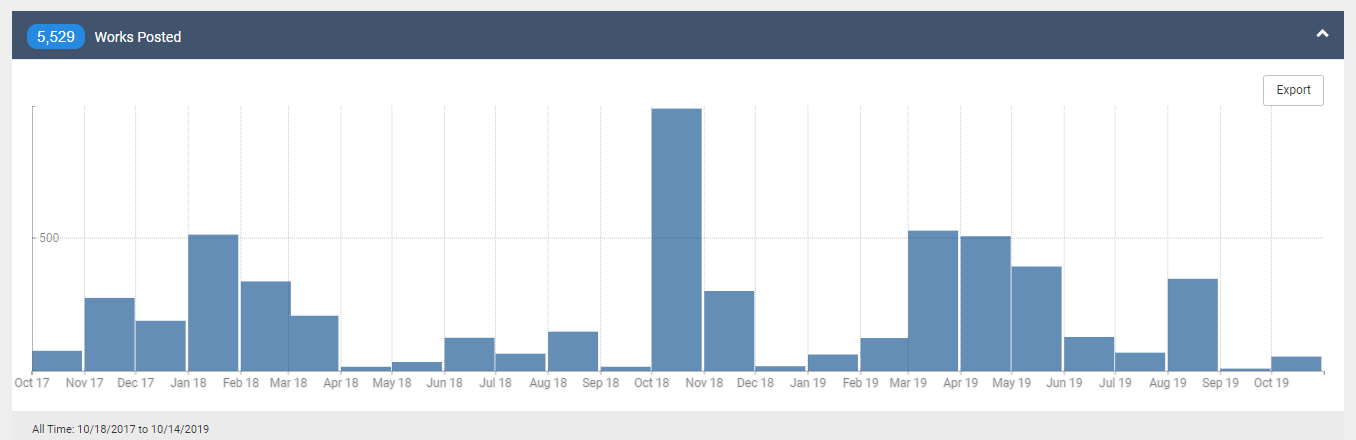 5,529 Works Posted
Export
500
Oct 17 Nov 17 Dec 17 Jan 18 Feb 18 Mar 18 Apr 18 May 18 Jun 18 Jul 18 Aug 18 Sep 18 Oct 18 Nov 18 Dec 18 Jan 19 Feb 19 Mar 19 Apr 19 May 19 Jun 19 Jul 19 Aug 19 Sep 19 Oct 19
All Time: 10/18/2017 to 10/14/2019